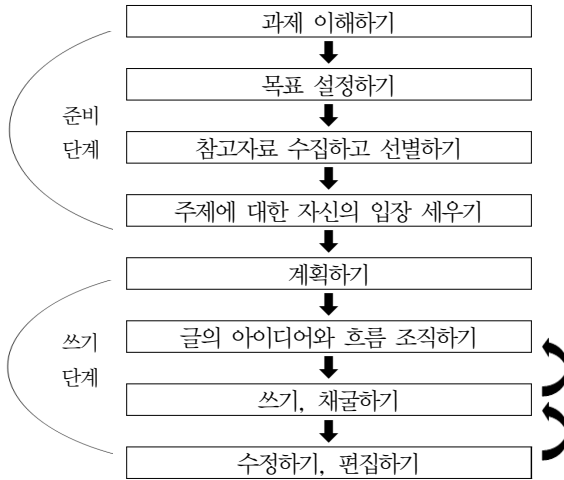 과제 이해하기
목표 설정하기
준비
단계
참고자료 수집하고 선별하기
주제에 대한 자신의 입장 세우기
계획하기
글의 아이디어와 흐름 조직하기
쓰기
단계
쓰기, 채굴하기
수정하기, 편집하기